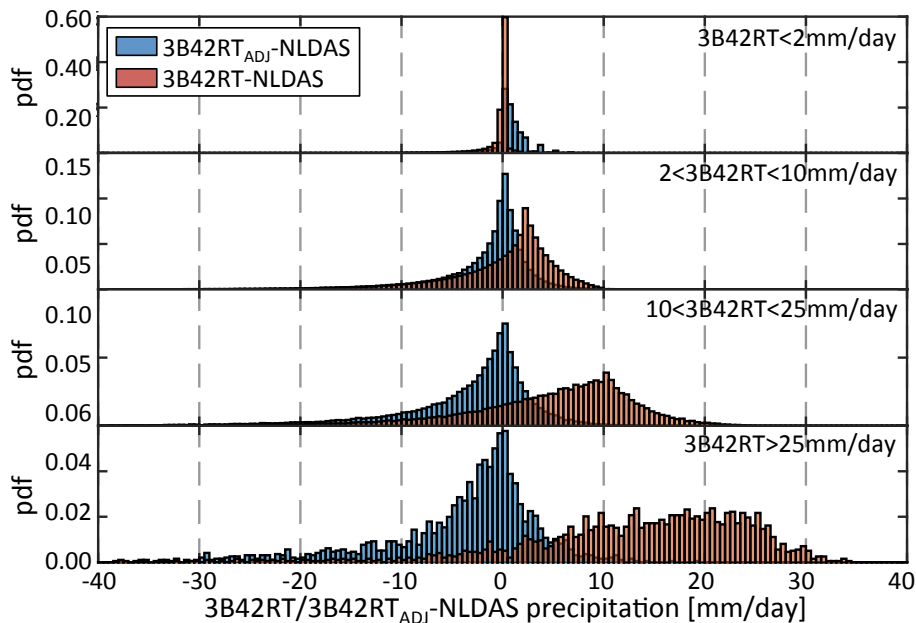 3B42RT<2mm/day
3B42RTADJ-NLDAS
3B42RT-NLDAS
pdf
0.60
0.40
0.20
2<3B42RT<10mm/day
pdf
0.15
0.10
0.05
10<3B42RT<25mm/day
pdf
0.10
0.05
0.06
3B42RT>25mm/day
pdf
0.04
0.02
0.00
-40 -30 -20 -10 0 10 20 30 40
3B42RT/3B42RTADJ-NLDAS precipitation [mm/day]